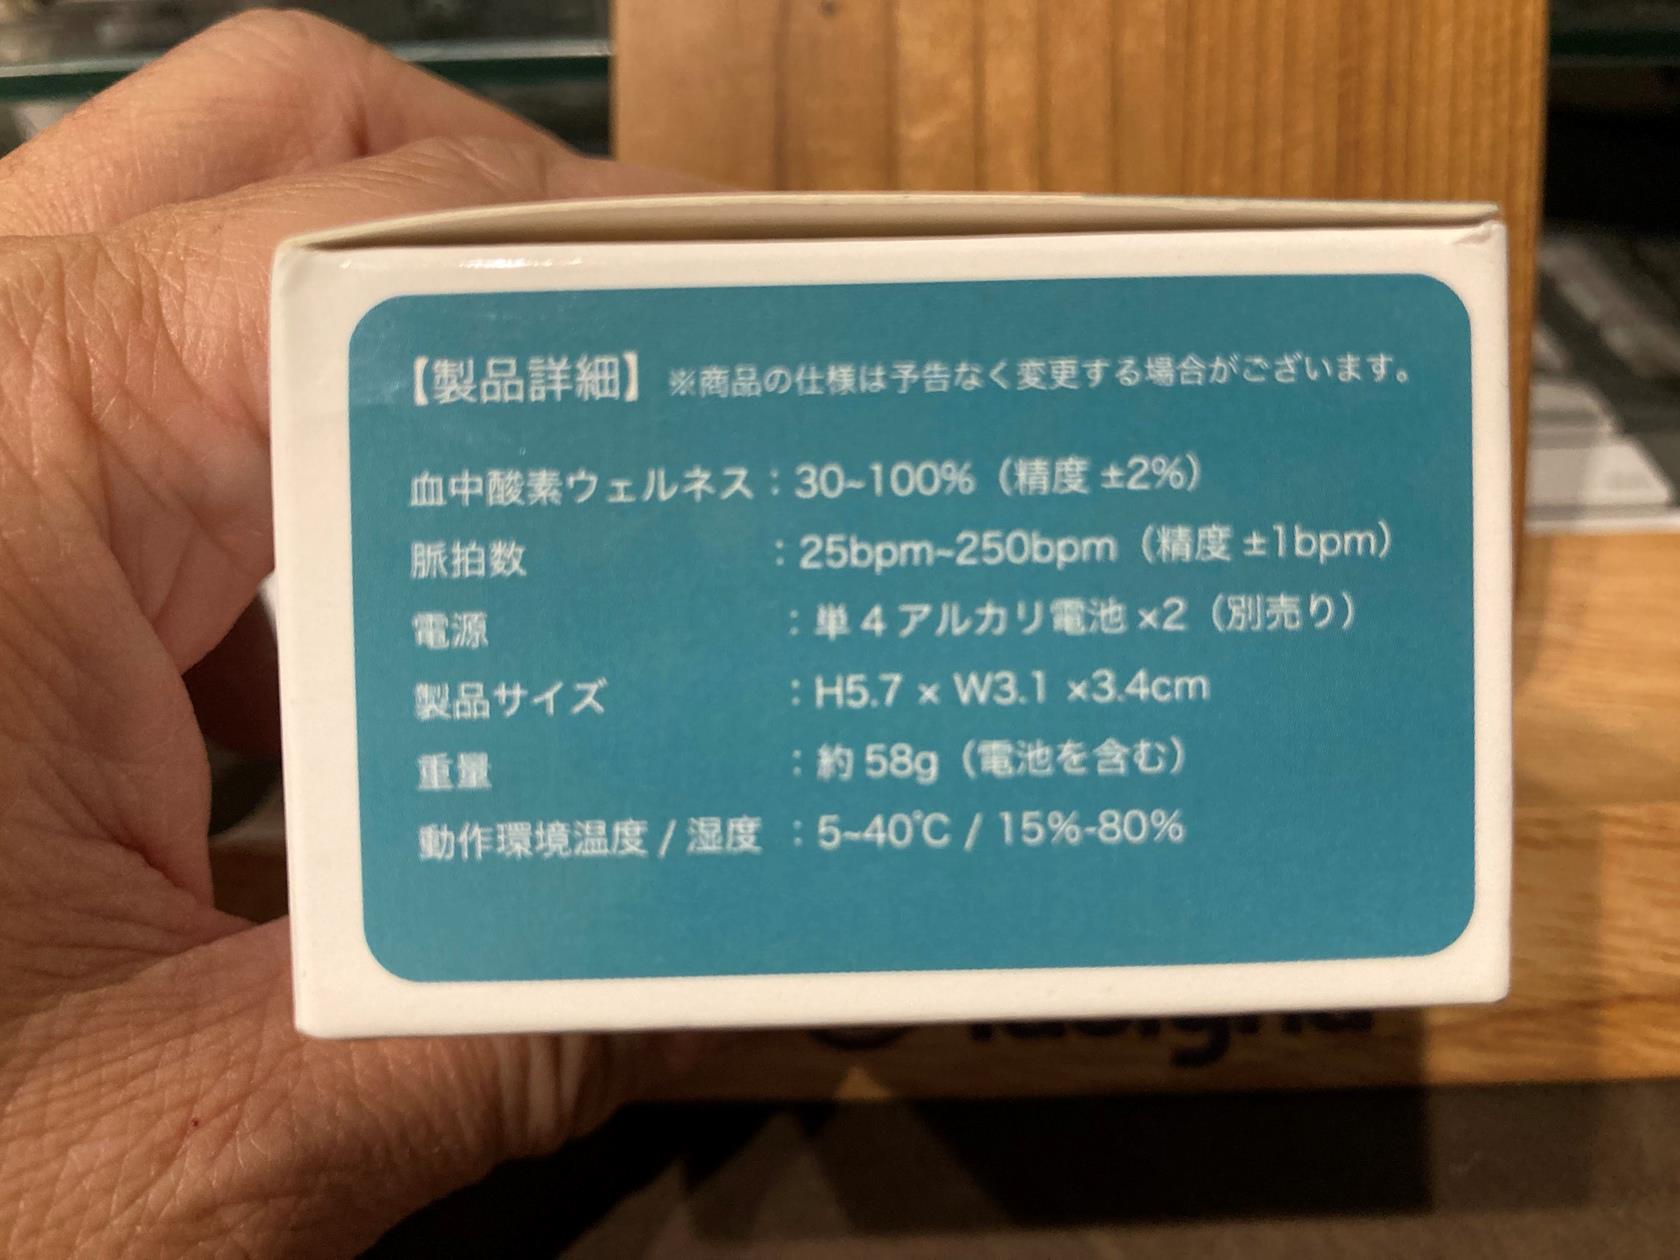 【製品詳細】 ※商品の仕様は予告なく変更する場合がございます。
血中酸素ウェルネス：30~100%（精度 ±2%）
脈拍数 ：25bpm~250bpm（精度 ±1bpm）
電源 ：単4アルカリ電池 ×2（別売り）
製品サイズ ：H5.7 × W3.1 ×3.4cm
重量 ：約 58g（電池を含む）
動作環境温度 / 湿度 ：5~40℃ / 15%-80%